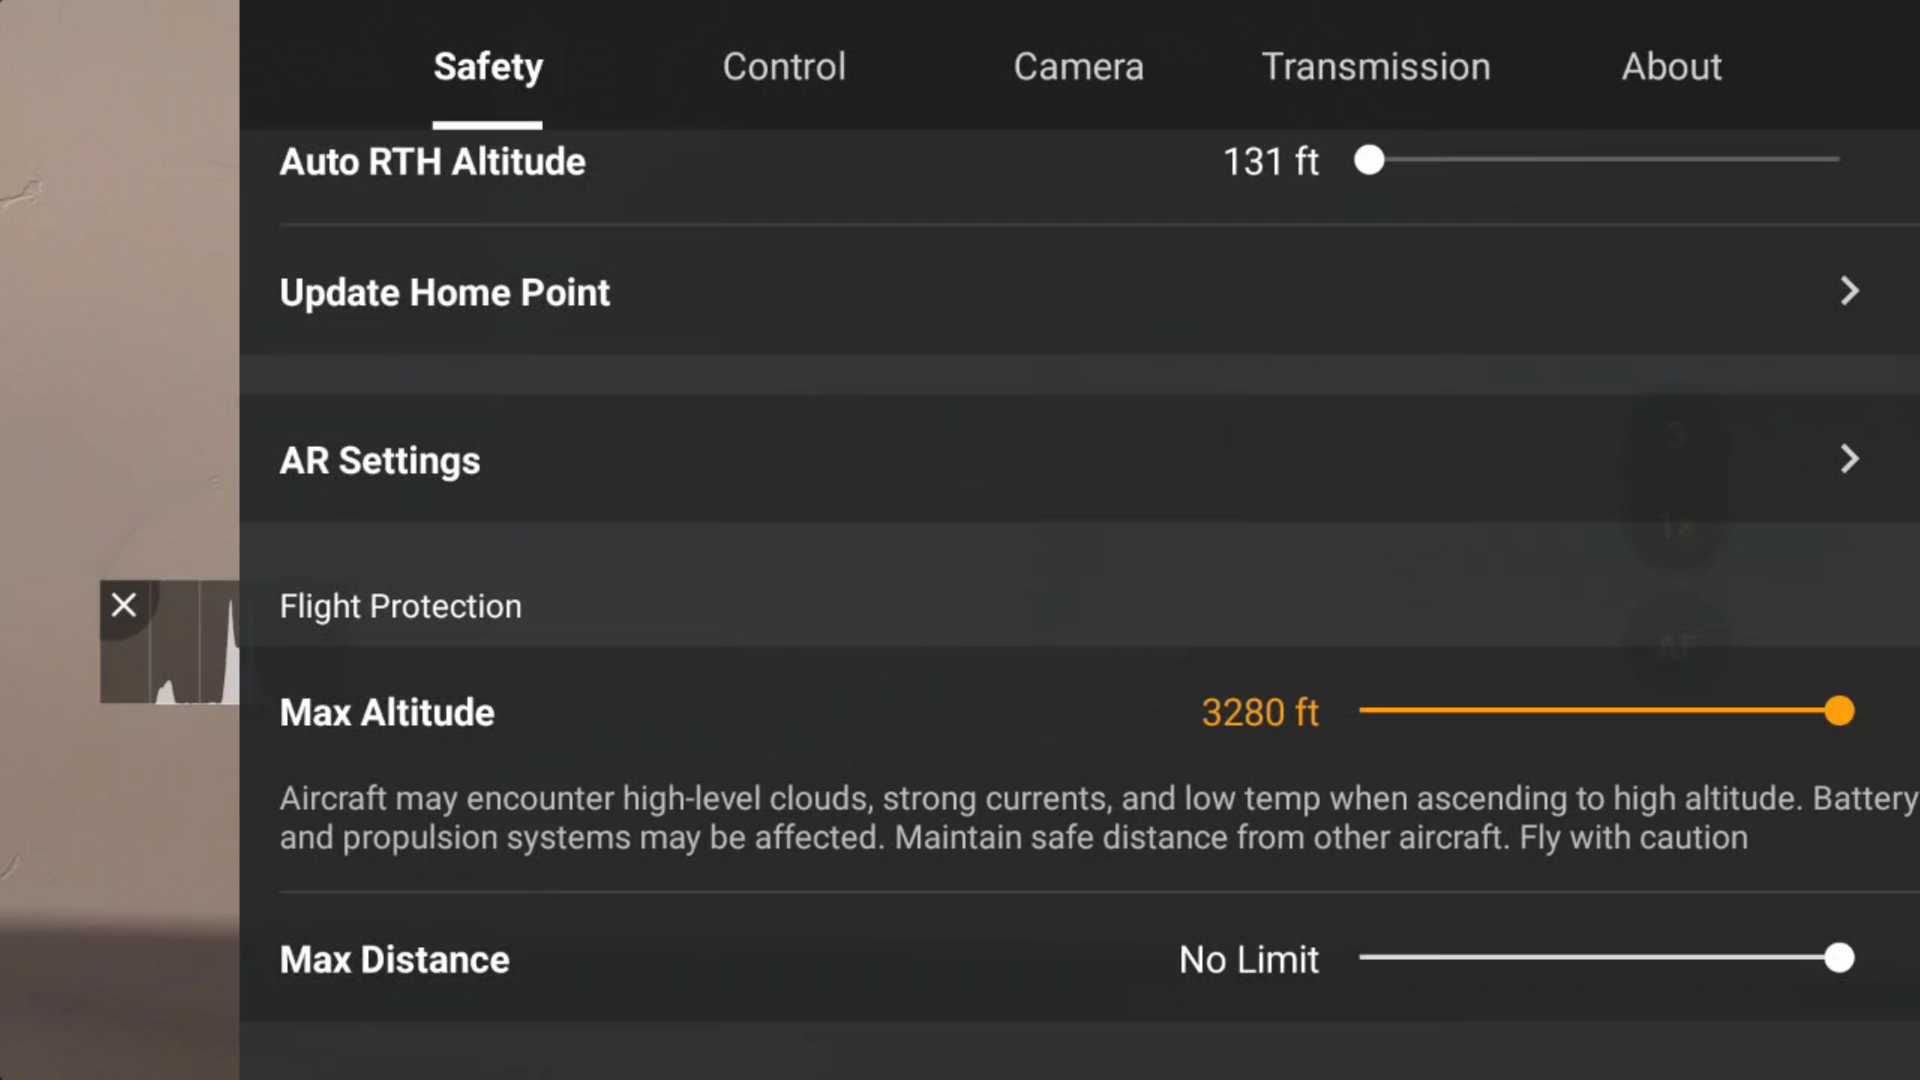 Safety Control Camera Transmission About
Auto RTH Altitude 131 ft
Update Home Point
AR Settings
3
1×
Flight Protection
AF
Max Altitude 3280 ft
Aircraft may encounter high-level clouds, strong currents, and low temp when ascending to high altitude. Battery
and propulsion systems may be affected. Maintain safe distance from other aircraft. Fly with caution
Max Distance No Limit